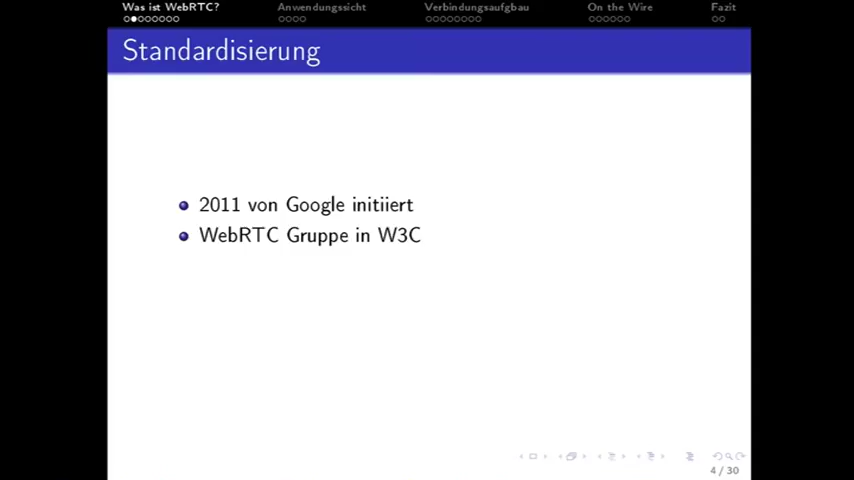 Was ist WebRTC? Anwendungssicht Verbindungsaufgbau On the Wire Fazit
Standardisierung
2011 von Google initiiert
WebRTC Gruppe in W3C
4 / 30